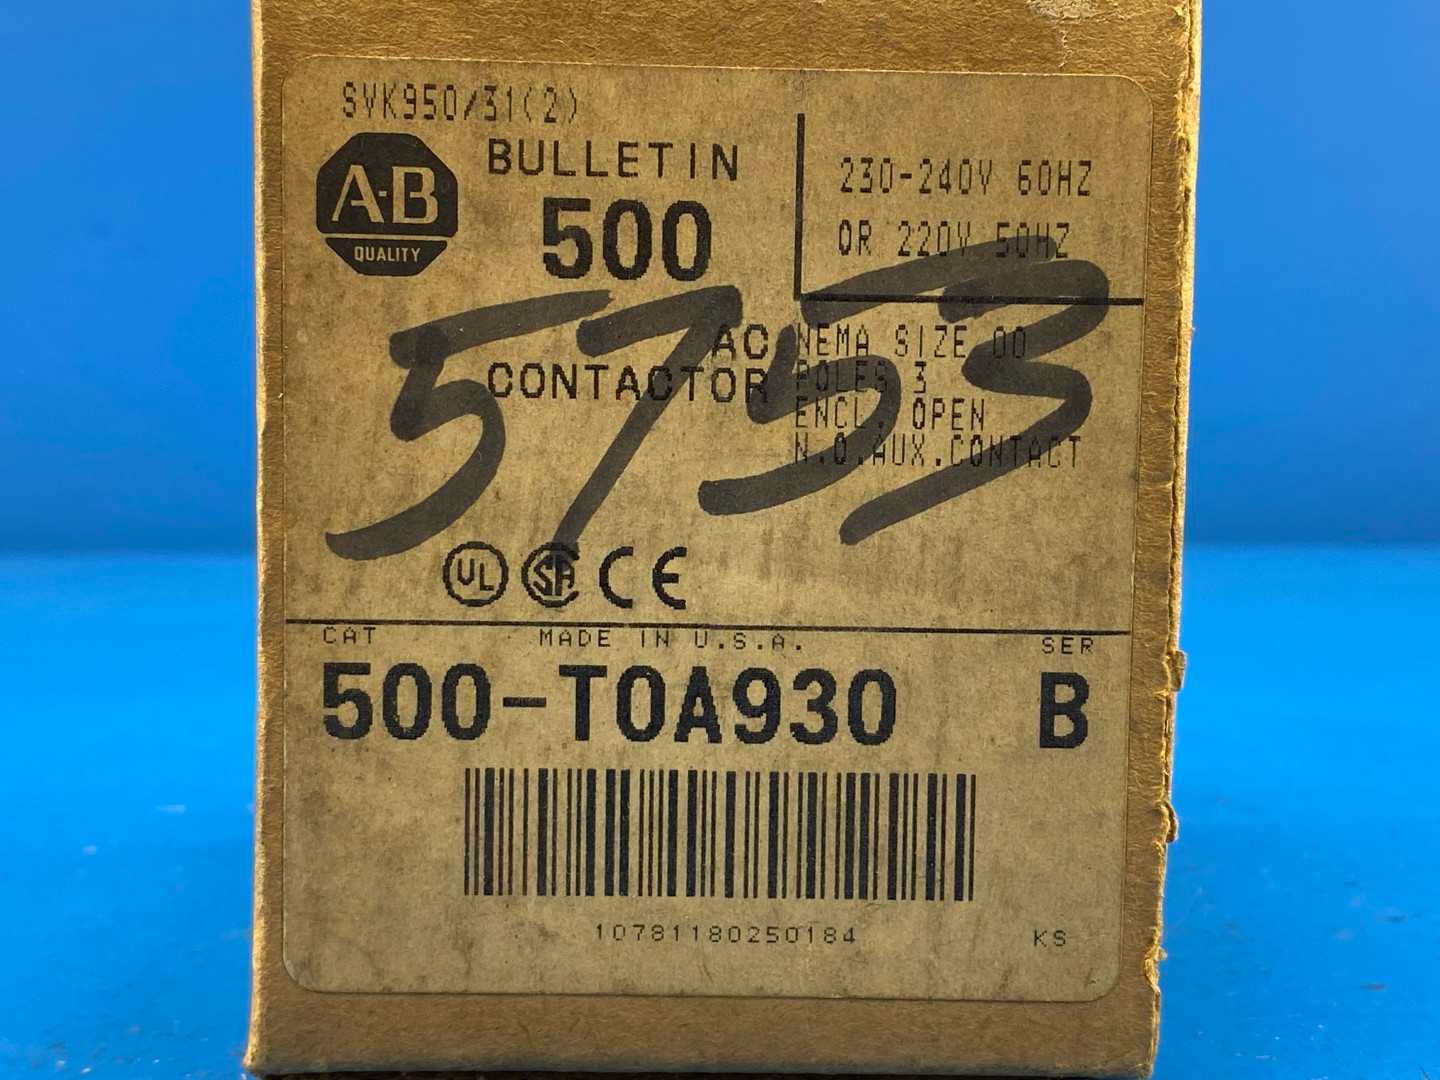 SVK950/31(2)
A-B
QUALITY
BULLETIN
500
230-240V 60HZ
OR 220V 50HZ
5753
AC
CONTACTOR
NEMA SIZE 00
POLES 3
ENCL. OPEN
N.O.AUX.CONTACT
UL SA CE
CAT MADE IN U.S.A. SER
500-TOA930 B
10781180250184 KS